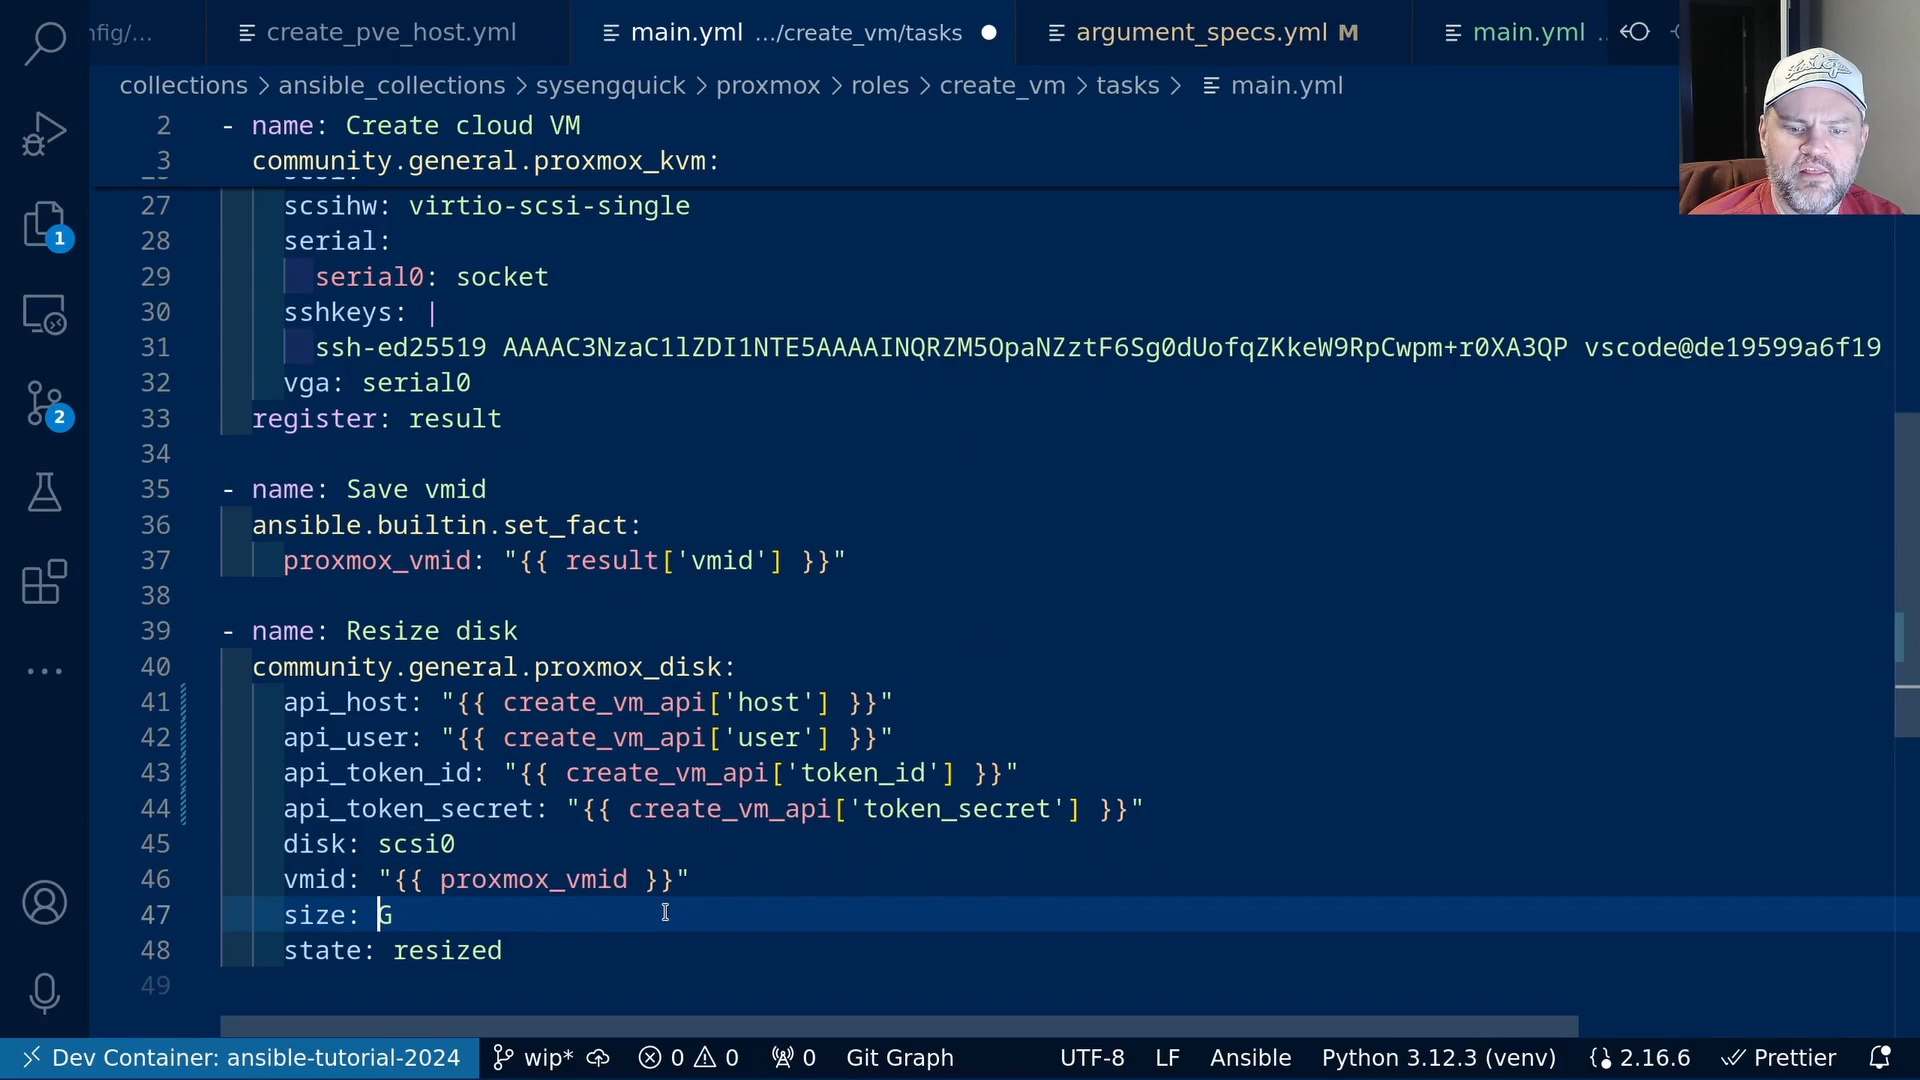 nfig/...
create_pve_host.yml
main.yml .../create_vm/tasks
argument_specs.yml M
main.yml
collections > ansible_collections > sysengquick > proxmox > roles > create_vm > tasks > main.yml
2 - name: Create cloud VM
3 community.general.proxmox_kvm:
27 scsihw: virtio-scsi-single
28 serial:
29 serial0: socket
30 sshkeys: |
31 ssh-ed25519 AAAAC3NzaC1lZDI1NTE5AAAAINQRZM5OpaNZztF6Sg0dUofqZKkeW9RpCwpm+r0XA3QP vscode@de19599a6f19
32 vga: serial0
33 register: result
34
35 - name: Save vmid
36 ansible.builtin.set_fact:
37 proxmox_vmid: "{{ result['vmid'] }}"
38
39 - name: Resize disk
40 community.general.proxmox_disk:
41 api_host: "{{ create_vm_api['host'] }}"
42 api_user: "{{ create_vm_api['user'] }}"
43 api_token_id: "{{ create_vm_api['token_id'] }}"
44 api_token_secret: "{{ create_vm_api['token_secret'] }}"
45 disk: scsi0
46 vmid: "{{ proxmox_vmid }}"
47 size: G
48 state: resized
49
1
2
Dev Container: ansible-tutorial-2024 wip* 0 0 0 Git Graph UTF-8 LF Ansible Python 3.12.3 (venv) 2.16.6 Prettier